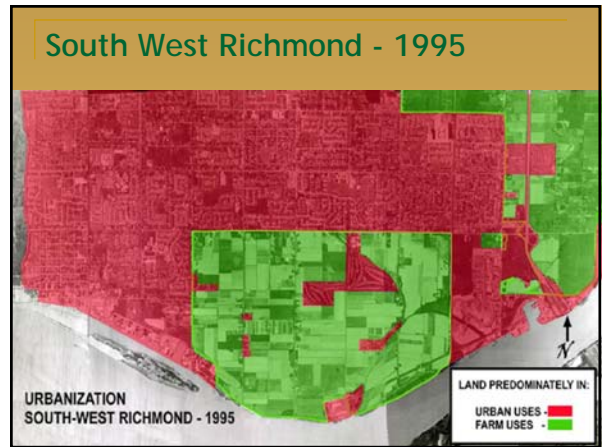 South West Richmond - 1995
N
URBANIZATION
SOUTH-WEST RICHMOND - 1995
LAND PREDOMINATELY IN:
URBAN USES -
FARM USES -